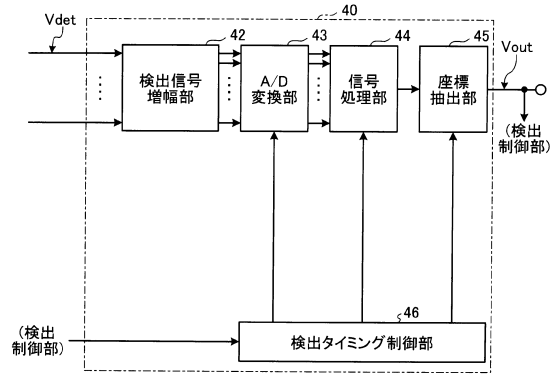 40
Vdet
42
43
44
45
Vout
検出信号
増幅部
A/D
変換部
信号
処理部
座標
抽出部
(検出
制御部)
46
(検出
制御部)
検出タイミング制御部